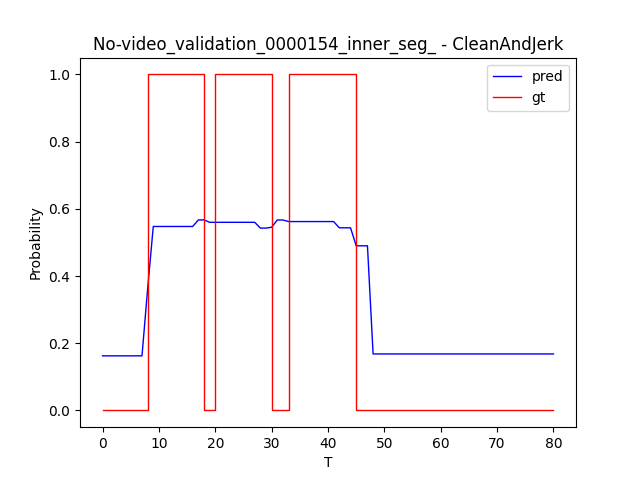 No-video_validation_0000154_inner_seg_ - CleanAndJerk
pred
gt
1.0
0.8
0.6
0.4
0.2
0.0
Probability
0 10 20 30 40 50 60 70 80
T